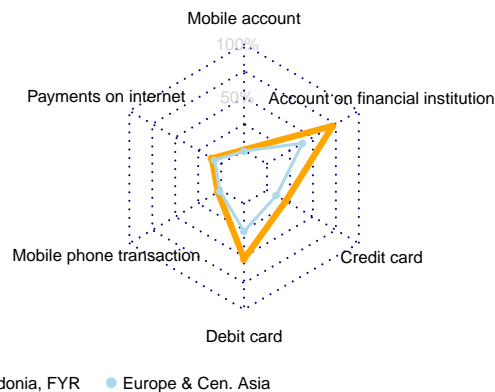 Mobile account
100%
Payments on internet
50%
Account on financial institution
Mobile phone transaction
Credit card
Debit card
donia, FYR
Europe & Cen. Asia